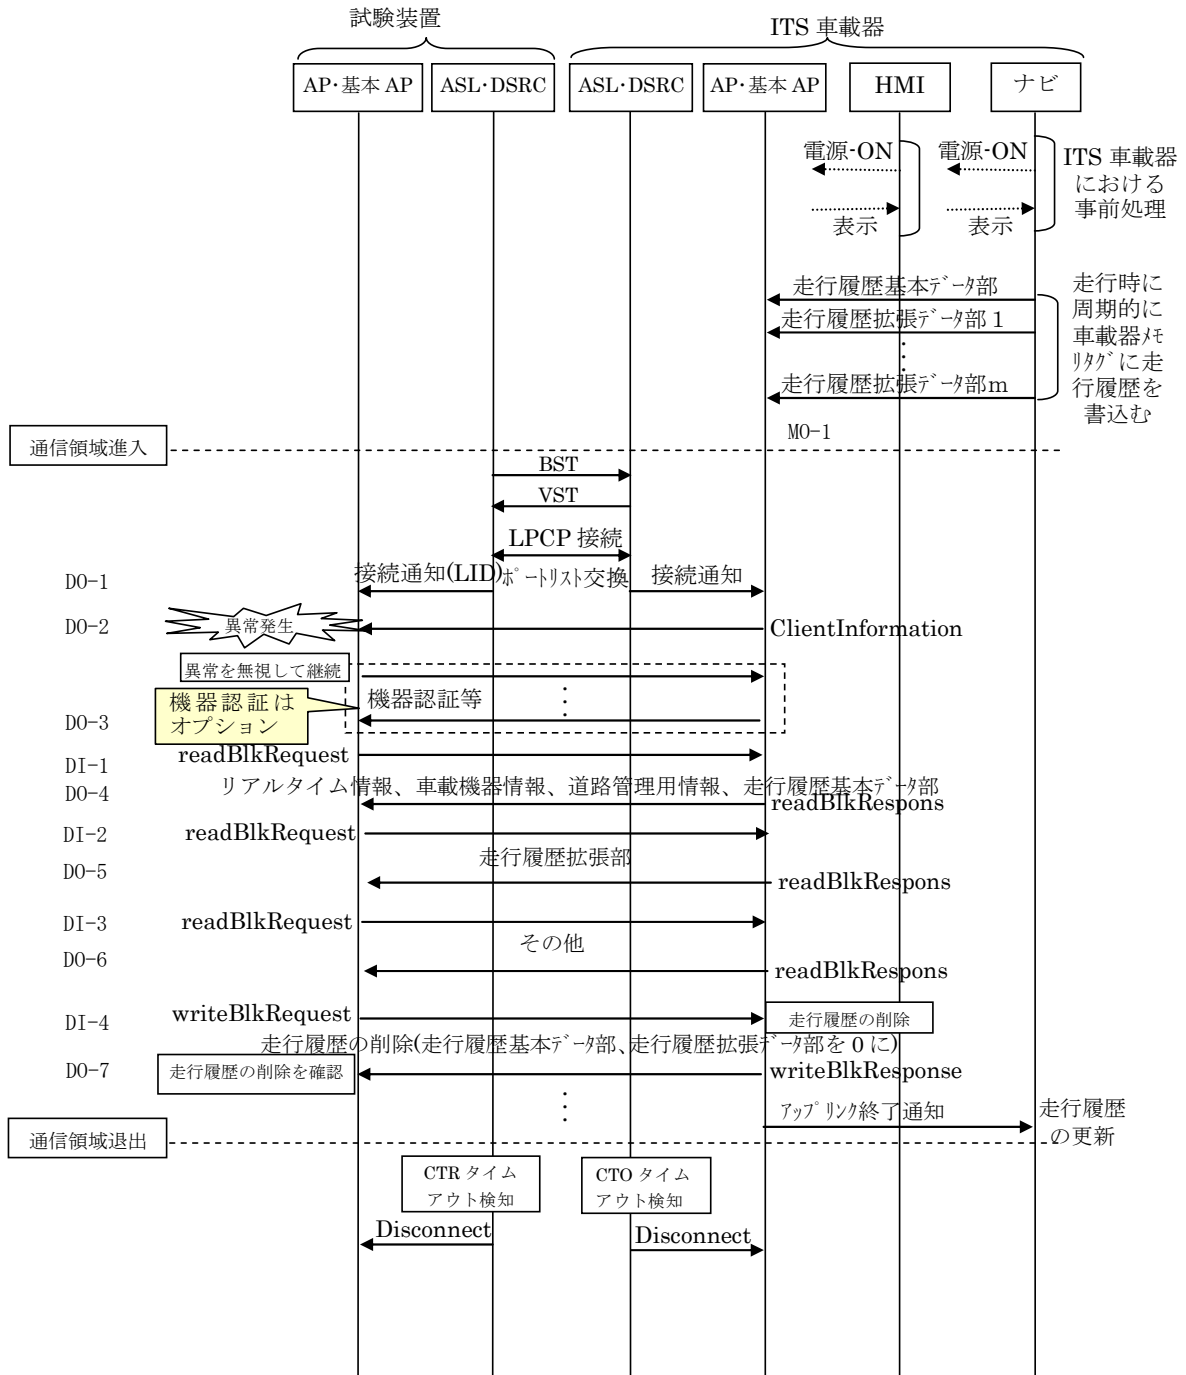 試験装置
ITS 車載器
AP･基本 AP
ASL･DSRC
ASL･DSRC
AP･基本 AP
HMI
ナビ
電源-ON
電源-ON
表示
表示
ITS 車載器
における
事前処理
走行履歴基本ﾃﾞｰﾀ部
走行履歴拡張ﾃﾞｰﾀ部１
走行履歴拡張ﾃﾞｰﾀ部ｍ
走行時に
周期的に
車載器ﾒﾓ
ﾘﾀｸﾞに走
行履歴を
書込む
MO-1
通信領域進入
BST
VST
LPCP 接続
DO-1
接続通知(LID)
ﾎﾟｰﾄﾘｽﾄ交換
接続通知
DO-2
異常発生
ClientInformation
異常を無視して継続
機器認証は
オプション
機器認証等
DO-3
DI-1
readBlkRequest
リアルタイム情報、車載機器情報、道路管理用情報、走行履歴基本ﾃﾞｰﾀ部
DO-4
readBlkRespons
DI-2
readBlkRequest
走行履歴拡張部
DO-5
readBlkRespons
DI-3
readBlkRequest
その他
DO-6
readBlkRespons
DI-4
writeBlkRequest
走行履歴の削除
走行履歴の削除(走行履歴基本ﾃﾞｰﾀ部、走行履歴拡張ﾃﾞｰﾀ部を０に)
DO-7
走行履歴の削除を確認
writeBlkResponse
ｱｯﾌﾟﾘﾝｸ終了通知
走行履歴
の更新
通信領域退出
CTR タイム
アウト検知
CTO タイム
アウト検知
Disconnect
Disconnect